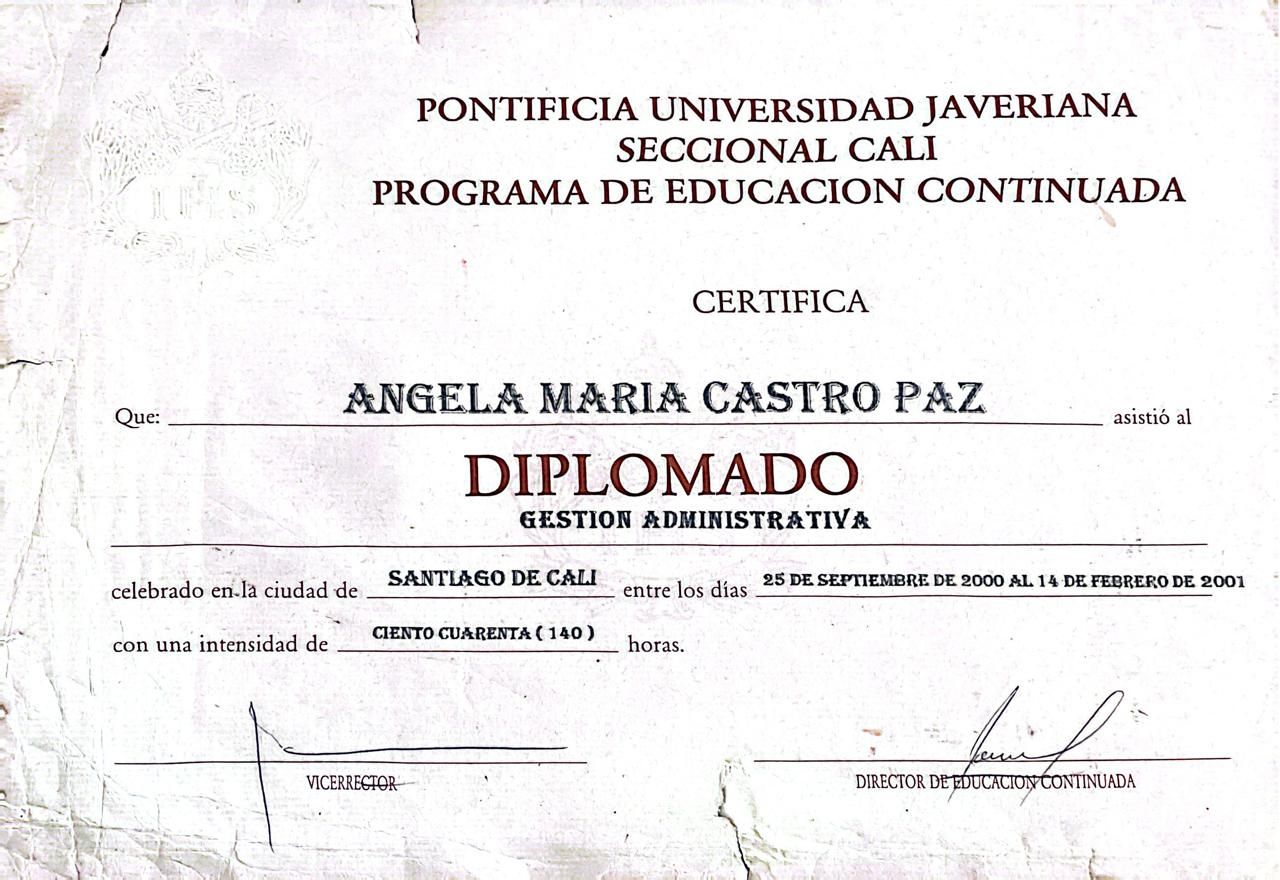 IHS
PONTIFICIA UNIVERSIDAD JAVERIANA
SECCIONAL CALI
PROGRAMA DE EDUCACION CONTINUADA
CERTIFICA
Que: ANGELA MARIA CASTRO PAZ asistió al
DIPLOMADO
GESTION ADMINISTRATIVA
celebrado en la ciudad de SANTIAGO DE CALI entre los días 25 DE SEPTIEMBRE DE 2000 AL 14 DE FEBRERO DE 2001
con una intensidad de CIENTO CUARENTA ( 140 ) horas.
VICERRECTOR DIRECTOR DE EDUCACION CONTINUADA